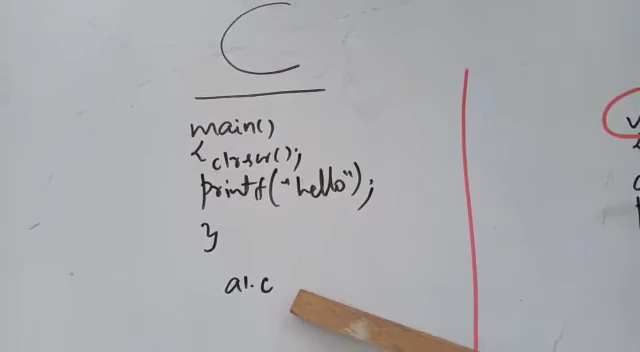 C
main()
{ clrscr();
printf("hello");
}
a1.c